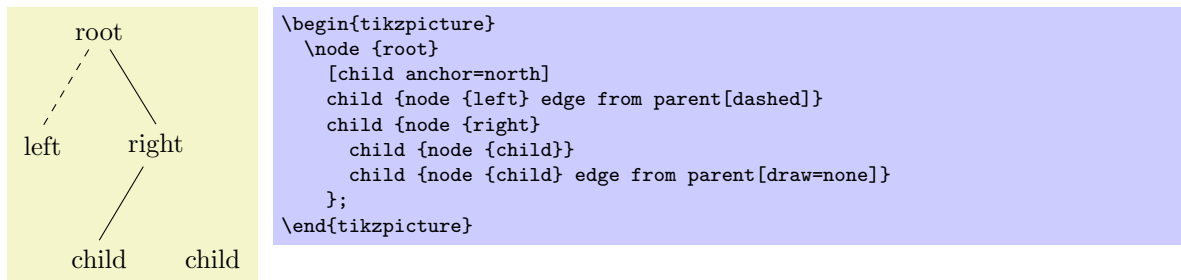 root
left right
child child
\begin{tikzpicture}
  \node {root}
    [child anchor=north]
    child {node {left} edge from parent[dashed]}
    child {node {right}
      child {node {child}}
      child {node {child} edge from parent[draw=none]}
    };
\end{tikzpicture}